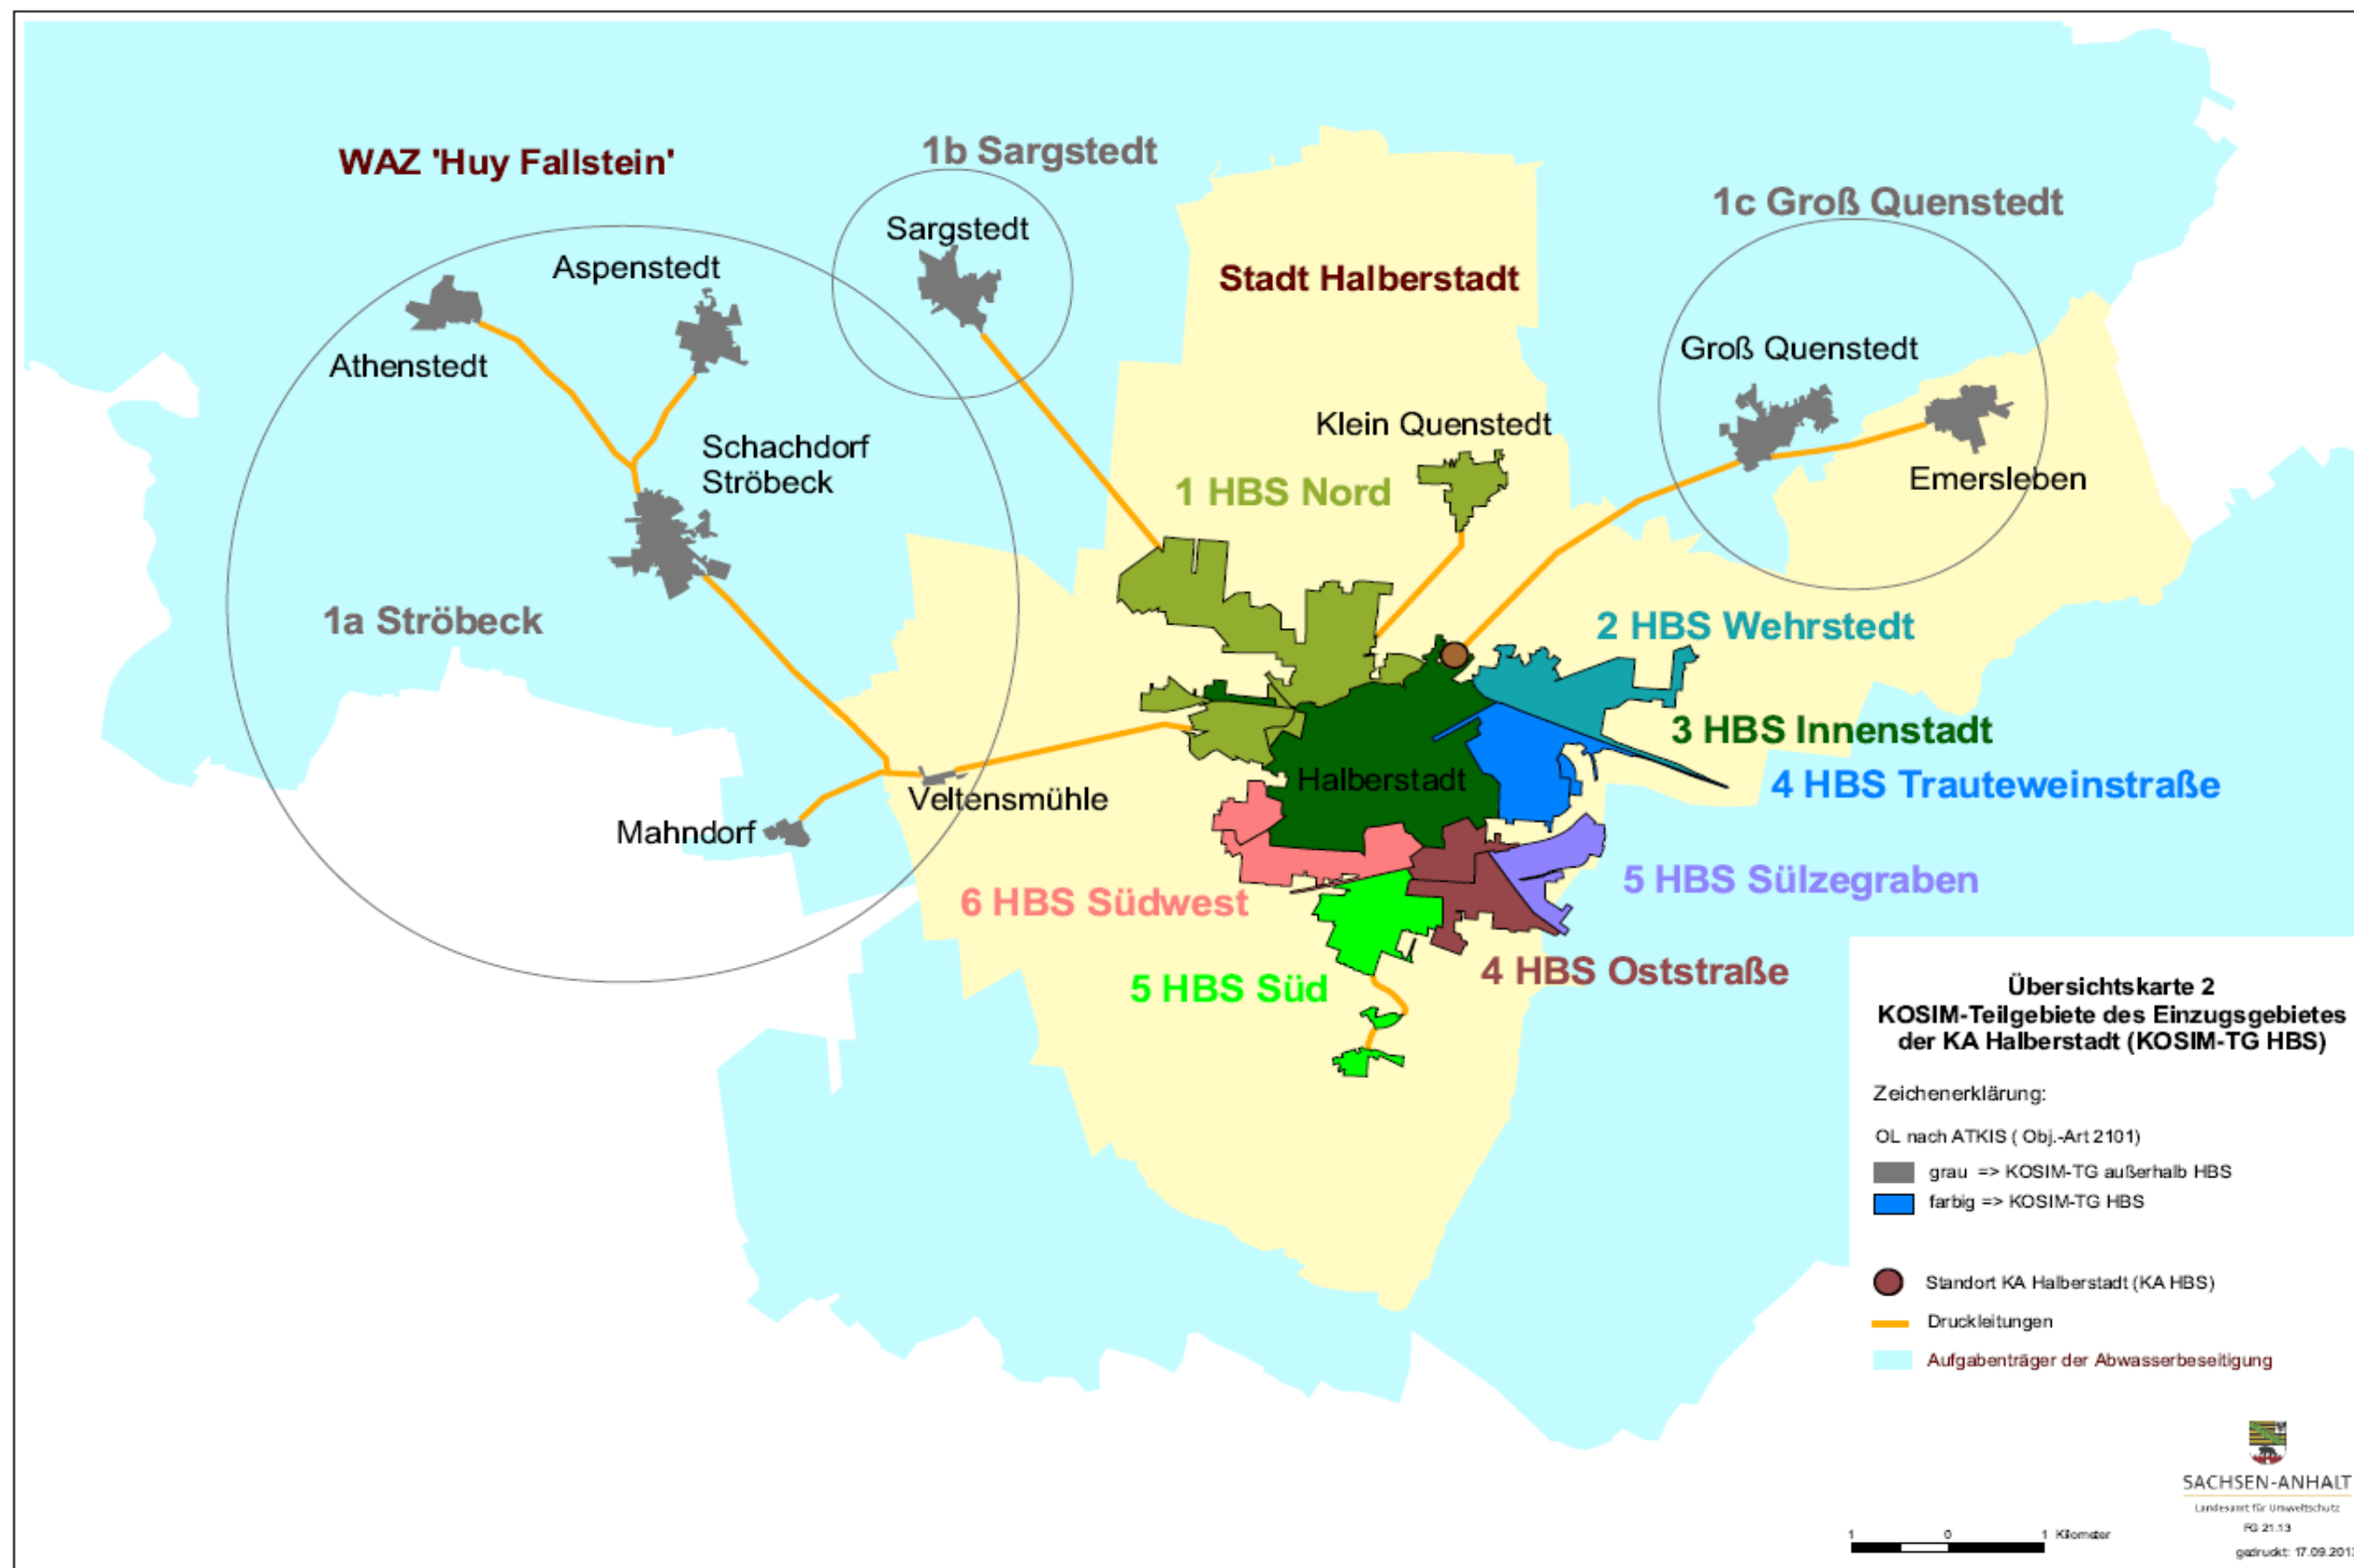 WAZ 'Huy Fallstein'
1b Sargstedt
Sargstedt
1c Groß Quenstedt
Aspenstedt
Stadt Halberstadt
Athenstedt
Groß Quenstedt
Klein Quenstedt
Schachdorf
Ströbeck
1 HBS Nord
Emersleben
1a Ströbeck
2 HBS Wehrstedt
3 HBS Innenstadt
Halberstadt
4 HBS Trauteweinstraße
Veltensmühle
Mahndorf
5 HBS Sülzegraben
6 HBS Südwest
4 HBS Oststraße
5 HBS Süd
Übersichtskarte 2
KOSIM-Teilgebiete des Einzugsgebietes
der KA Halberstadt (KOSIM-TG HBS)
Zeichenerklärung:
OL nach ATKIS ( Obj.-Art 2101)
grau => KOSIM-TG außerhalb HBS
farbig => KOSIM-TG HBS
Standort KA Halberstadt (KA HBS)
Druckleitungen
Aufgabenträger der Abwasserbeseitigung
SACHSEN-ANHALT
Landesamt für Umweltschutz
FG 21.13
1 0 1 Kilometer
gedruckt: 17.09.2013